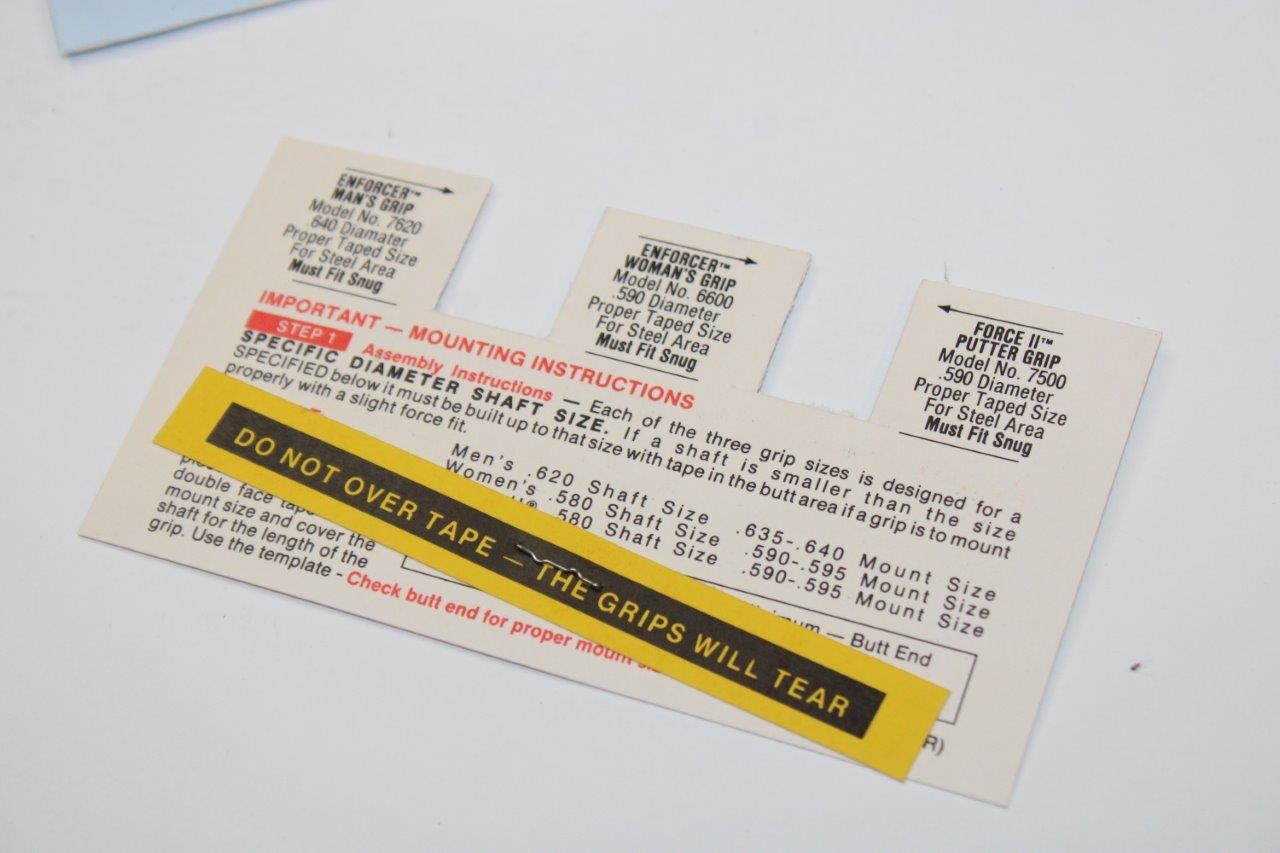 ENFORCER™
MAN'S GRIP
Model No. 7620
.640 Diamater
Proper Taped Size
For Steel Area
Must Fit Snug
ENFORCER™
WOMAN'S GRIP
Model No. 6600
.590 Diameter
Proper Taped Size
For Steel Area
Must Fit Snug
FORCE II™
PUTTER GRIP
Model No. 7500
.590 Diameter
Proper Taped Size
For Steel Area
Must Fit Snug
IMPORTANT — MOUNTING INSTRUCTIONS
STEP 1 Assembly Instructions — Each of the three grip sizes is designed for a
SPECIFIC DIAMETER SHAFT SIZE. If a shaft is smaller than the size
SPECIFIED below it must be built up to that size with tape in the butt area if a grip is to mount
properly with a slight force fit.
Men's .620 Shaft Size .635-.640 Mount Size
Women's .580 Shaft Size .590-.595 Mount Size
.580 Shaft Size .590-.595 Mount Size
DO NOT OVER TAPE — THE GRIPS WILL TEAR
double face
mount size and cover the
shaft for the length of the
grip. Use the template - Check butt end for proper mount
— Butt End
R)